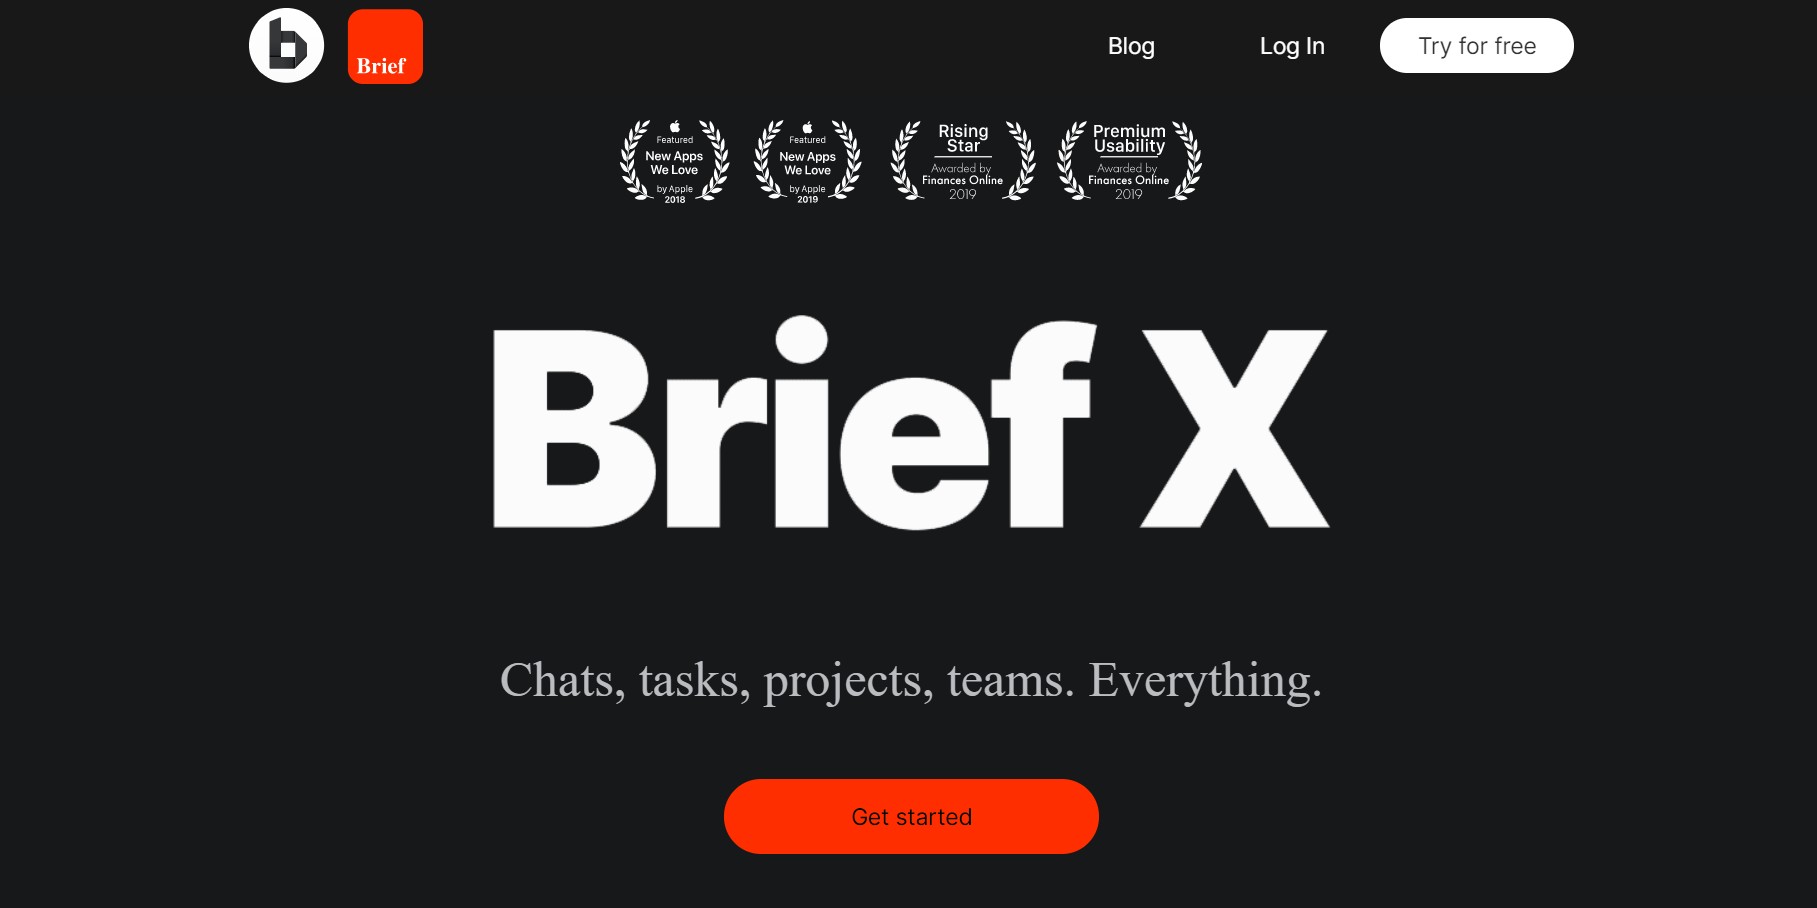 b
Brief
Blog
Log In
Try for free
Featured
New Apps
We Love
by Apple
2018
Featured
New Apps
We Love
by Apple
2019
Rising
Star
Awarded by
Finances Online
2019
Premium
Usability
Awarded by
Finances Online
2019
Brief X
Chats, tasks, projects, teams. Everything.
Get started